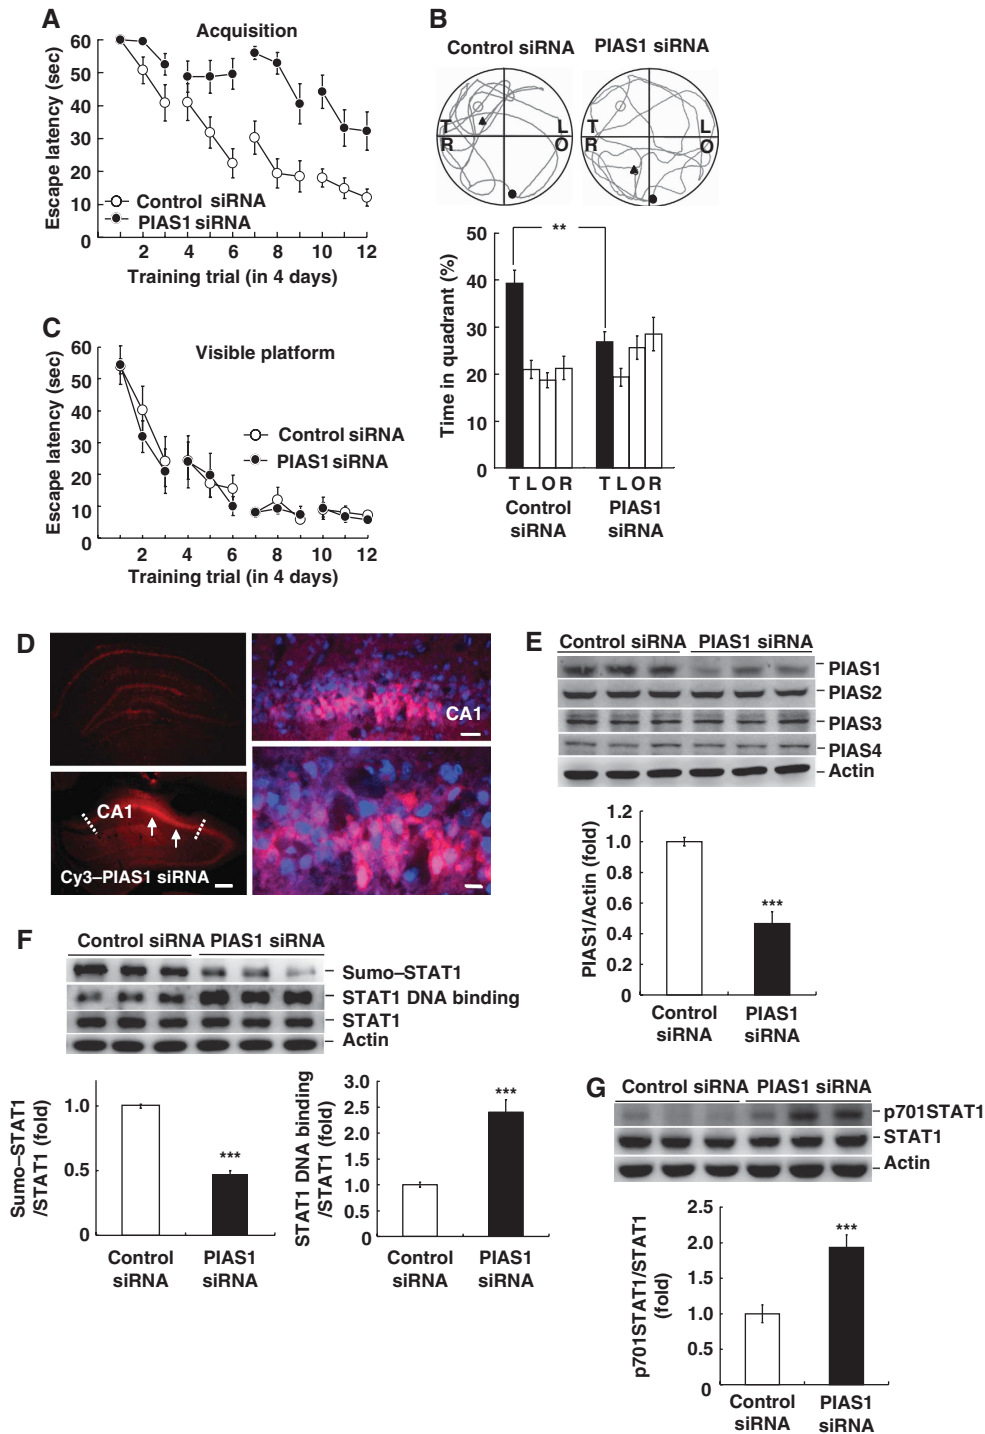 A
Acquisition
Escape latency (sec)
60
50
40
30
20
10
0
Control siRNA
PIAS1 siRNA
2 4 6 8 10 12
Training trial (in 4 days)
B
Control siRNA PIAS1 siRNA
T L
R O
T L
R O
**
Time in quadrant (%)
50
40
30
20
10
0
T L O R T L O R
Control siRNA
PIAS1 siRNA
C
Visible platform
Escape latency (sec)
60
50
40
30
20
10
0
Control siRNA
PIAS1 siRNA
2 4 6 8 10 12
Training trial (in 4 days)
D
CA1
CA1
Cy3–PIAS1 siRNA
E
Control siRNA PIAS1 siRNA
PIAS1
PIAS2
PIAS3
PIAS4
Actin
PIAS1/Actin (fold)
1.2
1.0
0.8
0.6
0.4
0.2
0
***
Control siRNA
PIAS1 siRNA
F
Control siRNA PIAS1 siRNA
Sumo–STAT1
STAT1 DNA binding
STAT1
Actin
Sumo–STAT1
/STAT1 (fold)
1.0
0.5
0
***
Control siRNA
PIAS1 siRNA
STAT1 DNA binding
/STAT1 (fold)
3.0
2.5
2.0
1.5
1.0
0.5
0
***
Control siRNA
PIAS1 siRNA
G
Control siRNA PIAS1 siRNA
p701STAT1
STAT1
Actin
p701STAT1/STAT1
(fold)
2.5
2.0
1.5
1.0
0.5
0
***
Control siRNA
PIAS1 siRNA